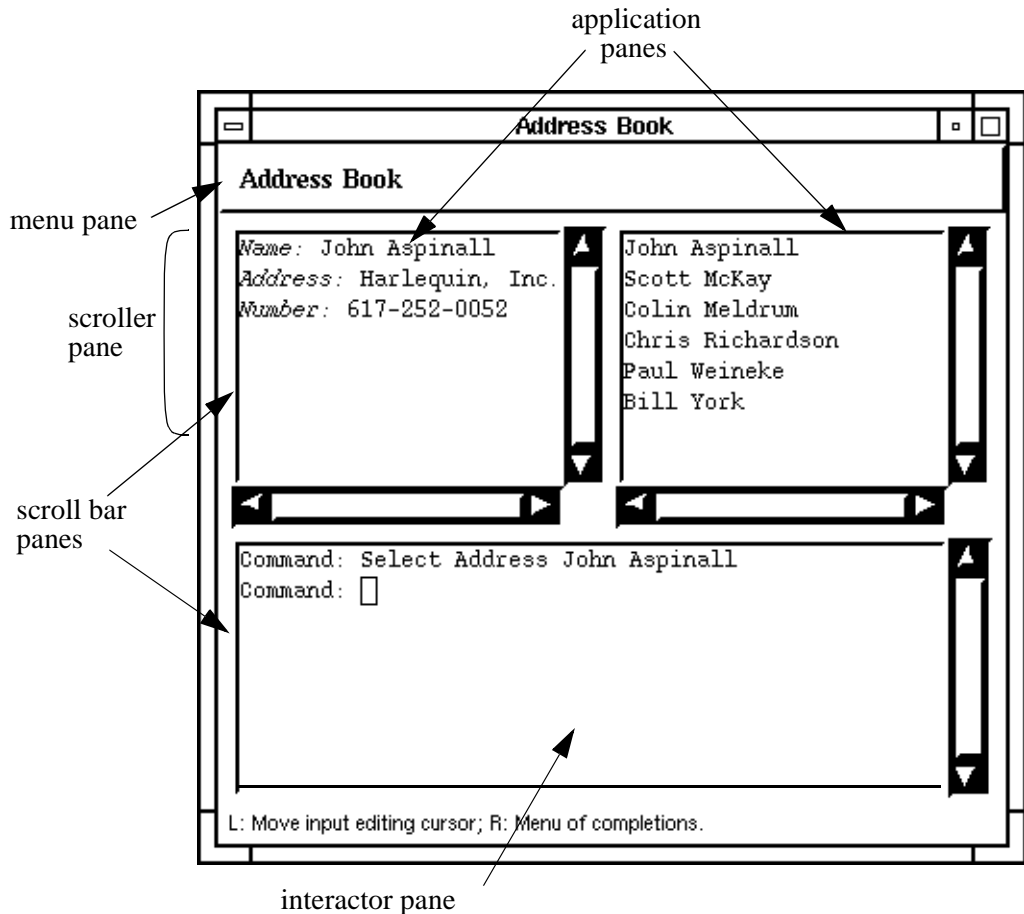 application
panes
Address Book
Address Book
menu pane
Name: John Aspinall
Address: Harlequin, Inc.
Number: 617-252-0052
John Aspinall
Scott McKay
Colin Meldrum
Chris Richardson
Paul Weineke
Bill York
scroller
pane
scroll bar
panes
Command: Select Address John Aspinall
Command:
L: Move input editing cursor; R: Menu of completions.
interactor pane